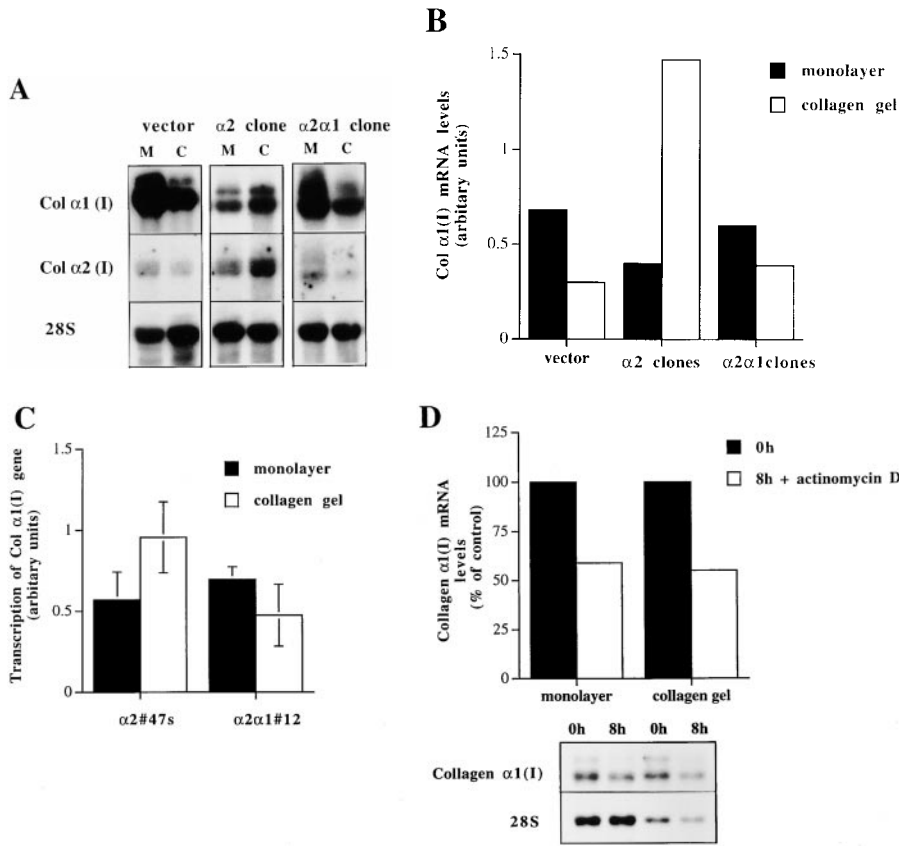 A
vector α2 clone α2α1 clone
M C M C M C
Col α1 (I)
Col α2 (I)
28S
B
Col α1(I) mRNA levels
(arbitary units)
1.5
1
0.5
0
monolayer
collagen gel
vector α2 clones α2α1clones
C
Transcription of Col α1(I) gene
(arbitary units)
1.5
1
0.5
0
monolayer
collagen gel
α2#47s α2α1#12
D
Collagen α1(I) mRNA
levels
(% of control)
125
100
75
50
25
0
0h
8h + actinomycin D
monolayer collagen gel
0h 8h 0h 8h
Collagen α1(I)
28S